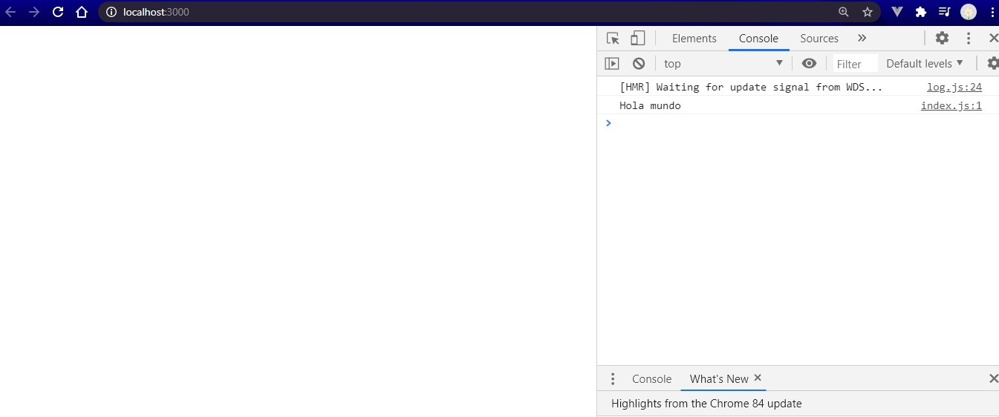 localhost:3000
Elements Console Sources
top Filter Default levels
[HMR] Waiting for update signal from WDS... log.js:24
Hola mundo index.js:1
Console What's New
Highlights from the Chrome 84 update